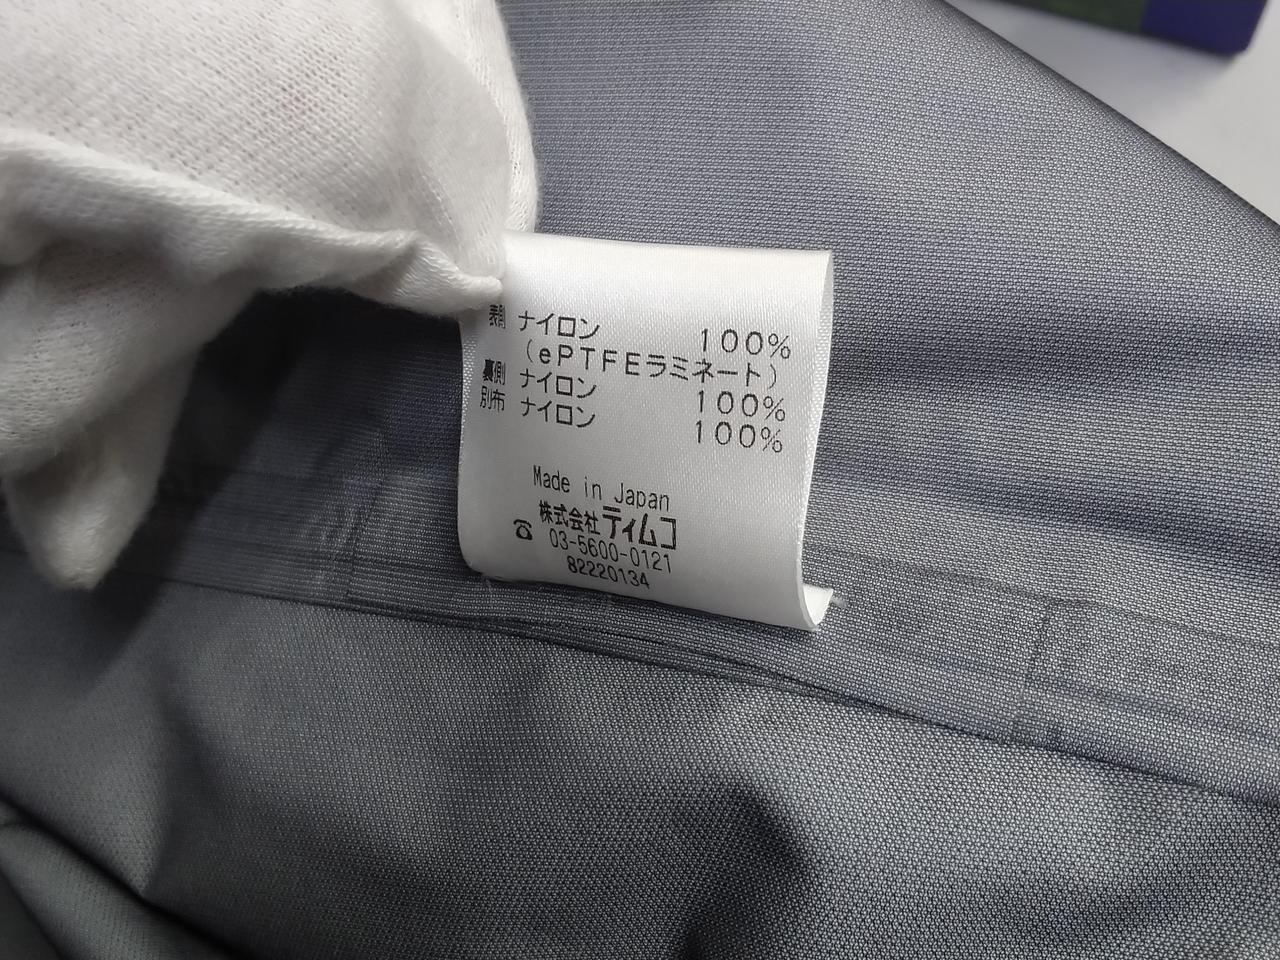 表側 ナイロン 100%
(ePTFEラミネート)
裏側 ナイロン 100%
別布 ナイロン 100%
Made in Japan
株式会社ティムコ
☎ 03-5600-0121
82220134